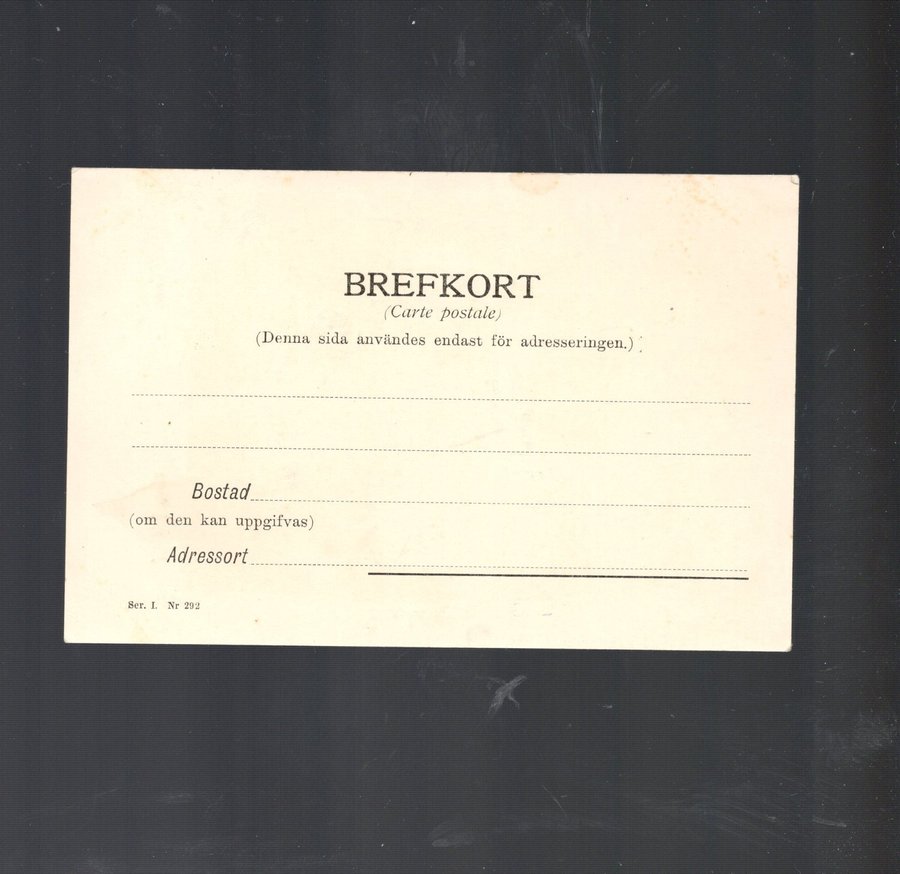 BREFKORT
(Carte postale)
(Denna sida användes endast för adresseringen.)
Bostad
(om den kan uppgifvas)
Adressort
Ser. I. Nr 292